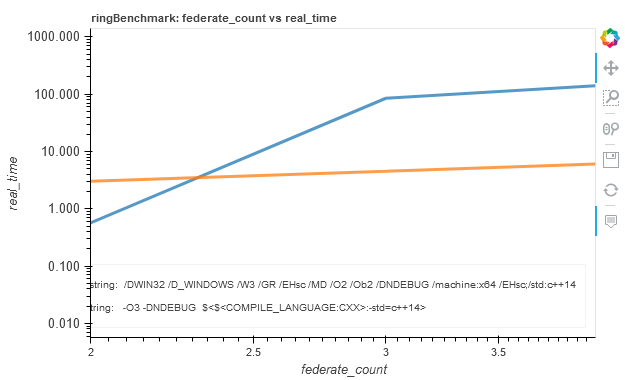 ringBenchmark: federate_count vs real_time
1000.000
100.000
10.000
1.000
0.100
0.010
real_time
string: /DWIN32 /D_WINDOWS /W3 /GR /EHsc /MD /O2 /Ob2 /DNDEBUG /machine:x64 /EHsc;/std:c++14
tring: -O3 -DNDEBUG $<$<COMPILE_LANGUAGE:CXX>:-std=c++14>
2 2.5 3 3.5
federate_count